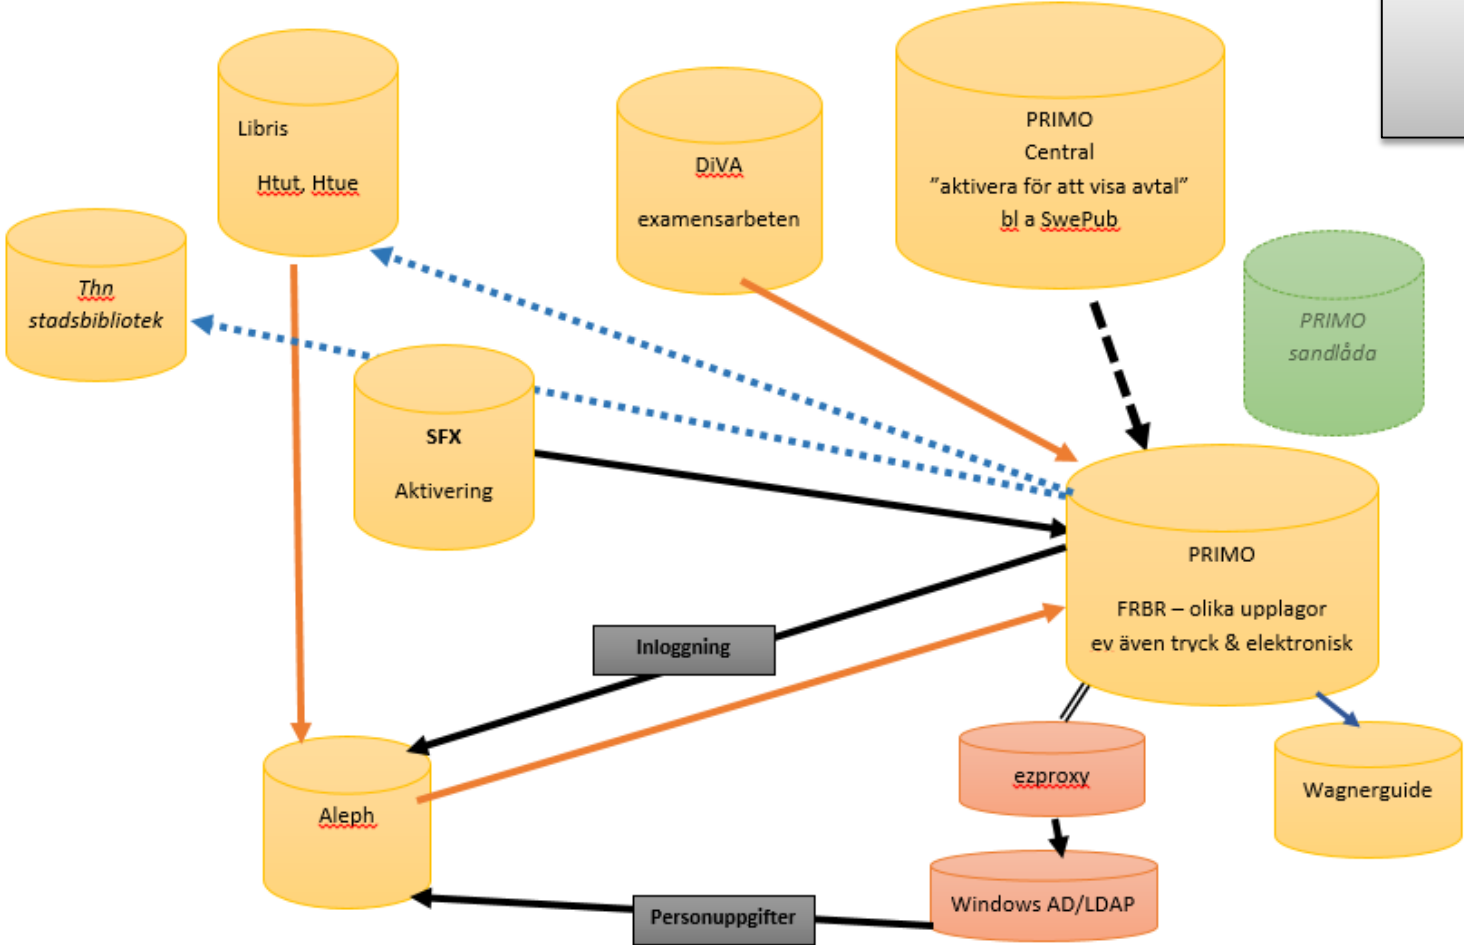 Libris
Htut, Htue
DiVA
examensarbeten
PRIMO
Central
”aktivera för att visa avtal”
bl a SwePub
Thn
stadsbibliotek
PRIMO
sandlåda
SFX
Aktivering
PRIMO
FRBR – olika upplagor
ev även tryck & elektronisk
Inloggning
ezproxy
Wagnerguide
Aleph
Windows AD/LDAP
Personuppgifter